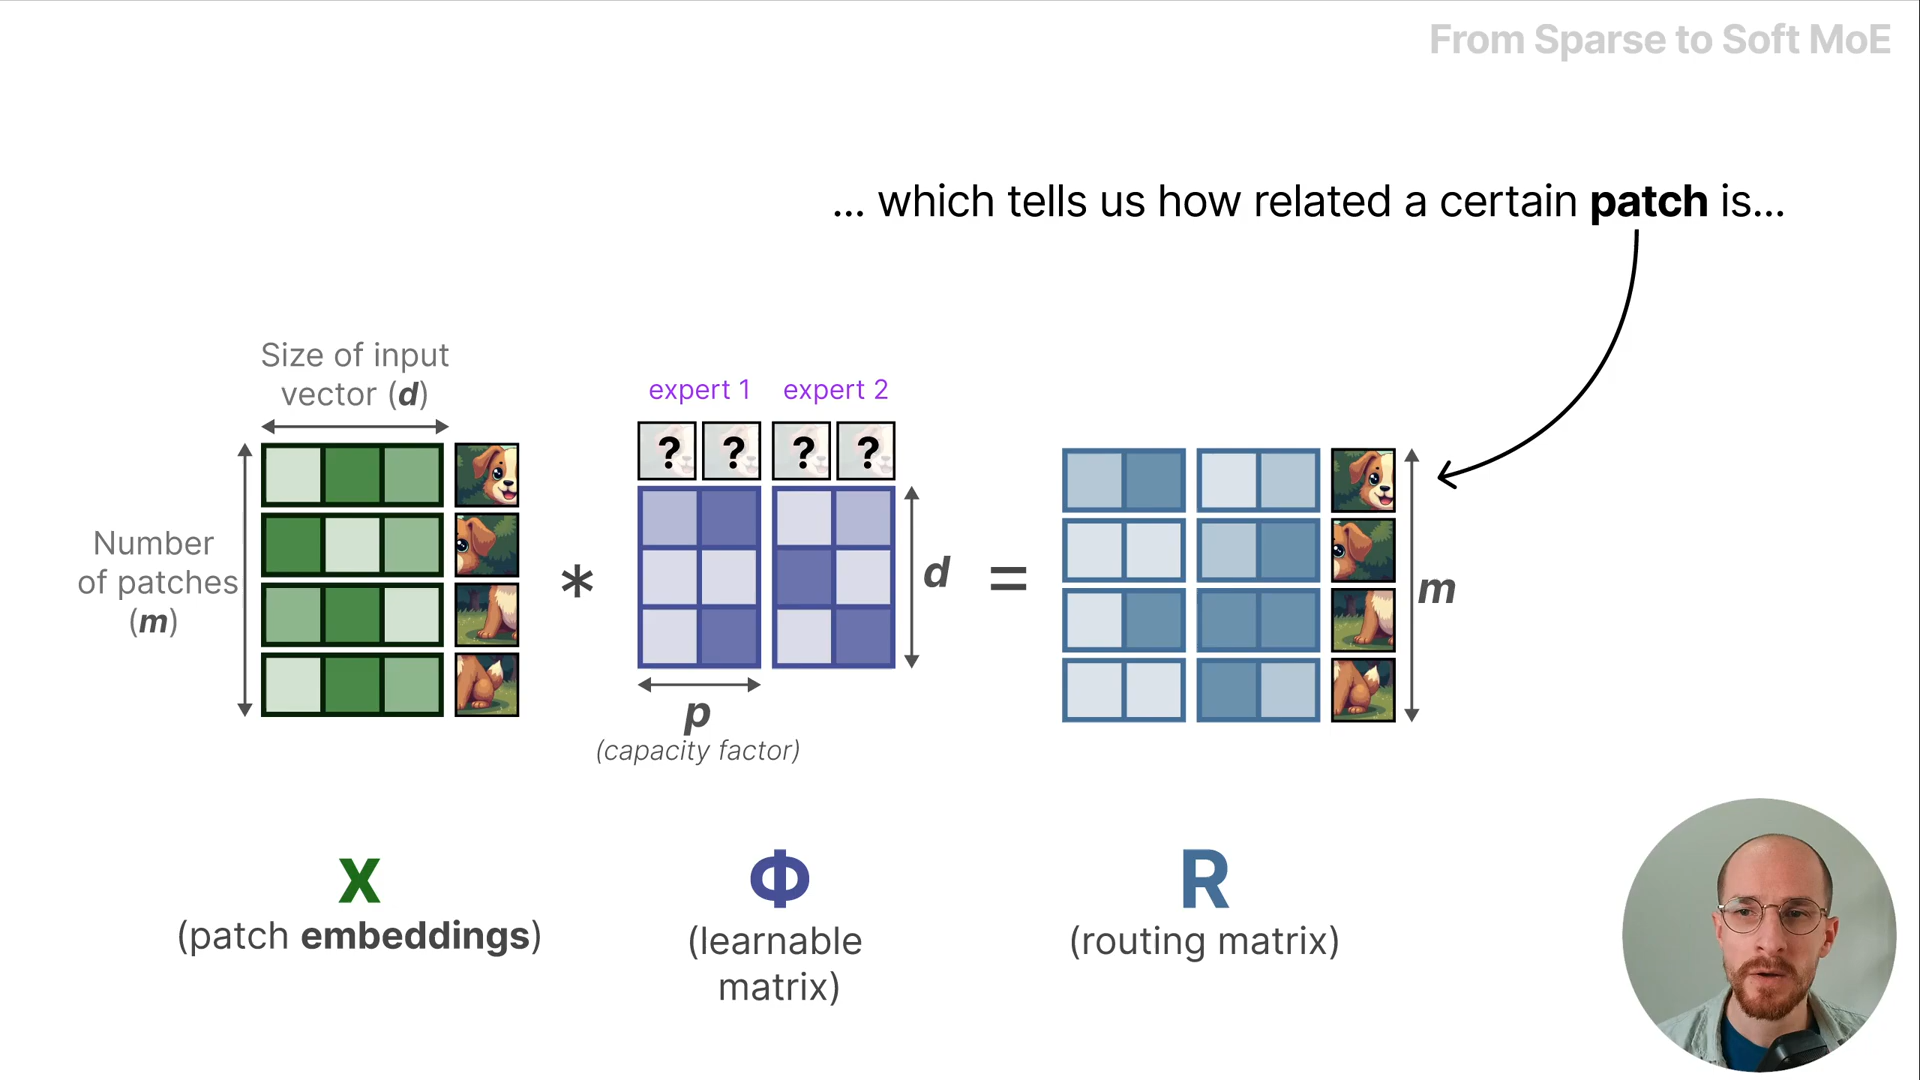 From Sparse to Soft MoE
... which tells us how related a certain patch is...
Size of input
vector (d)
expert 1
expert 2
? ? ? ?
Number
of patches
(m)
*
d
=
m
p
(capacity factor)
X
(patch embeddings)
Φ
(learnable
matrix)
R
(routing matrix)